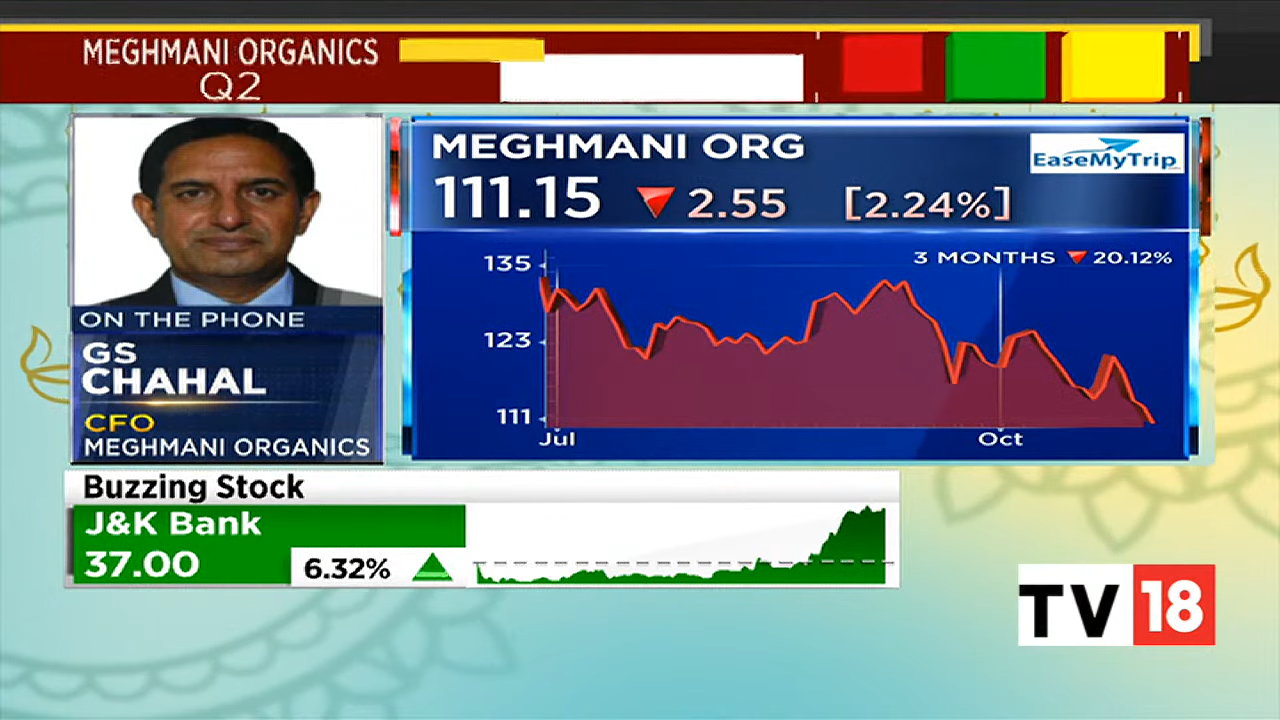 MEGHMANI ORGANICS
Q2
MEGHMANI ORG
111.15 ▼ 2.55 [2.24%]
EaseMyTrip.com
3 MONTHS ▼ 20.12%
135
123
111
Jul Oct
ON THE PHONE
GS
CHAHAL
CFO
MEGHMANI ORGANICS
Buzzing Stock
J&K Bank
37.00
6.32% ▲
TV18